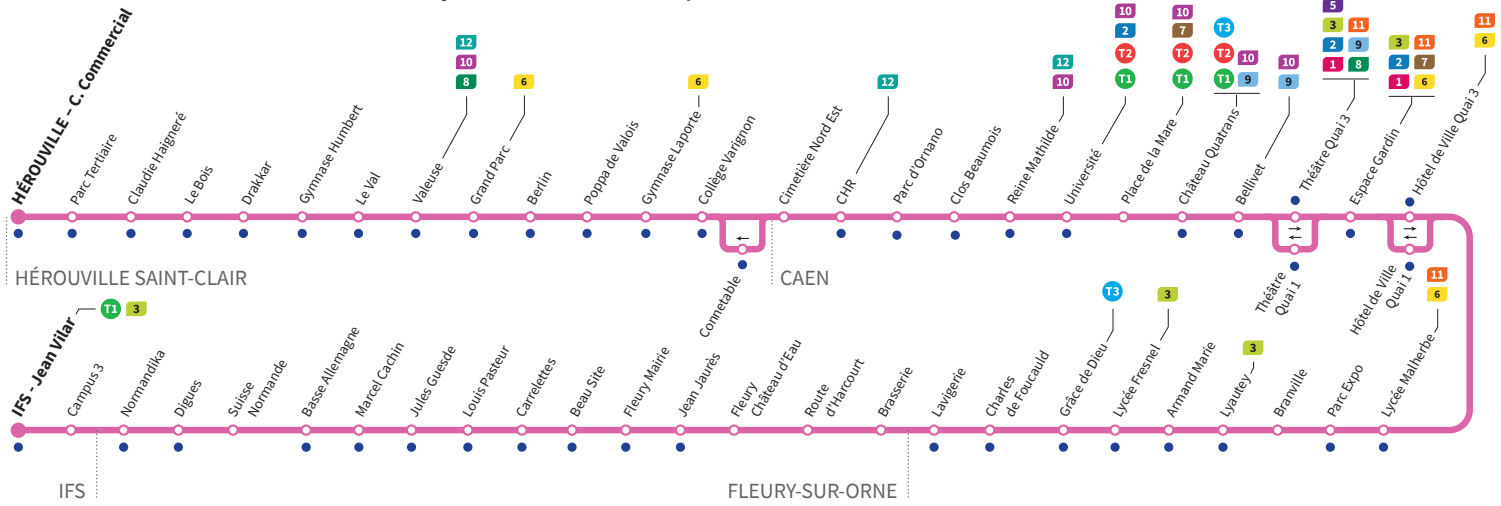 5
10
10
T3
3
11
11
2
7
3
11
6
12
T2
T2
T2
10
2
9
2
7
10
6
6
12
12
10
9
8
T1
T1
T1
9
1
8
1
6
10
HÉROUVILLE – C. Commercial
Parc Tertiaire
Claudie Haigneré
Le Bois
Drakkar
Gymnase Humbert
Le Val
Valeuse
Grand Parc
Berlin
Poppa de Valois
Gymnase Laporte
Collège Varignon
Connetable
Cimetière Nord Est
CHR
Parc d'Ornano
Clos Beaumois
Reine Mathilde
Université
Place de la Mare
Château Quatrans
Bellivet
Théâtre Quai 3
Théâtre
Quai 1
Espace Gardin
Hôtel de Ville Quai 3
Hôtel de Ville
Quai 1
HÉROUVILLE SAINT-CLAIR
CAEN
T1
3
T3
3
3
11
6
IFS - Jean Vilar
Campus 3
Normandika
Digues
Suisse
Normande
Basse Allemagne
Marcel Cachin
Jules Guesde
Louis Pasteur
Carrelettes
Beau Site
Fleury Mairie
Jean Jaurès
Fleury
Château d'Eau
Route
d'Harcourt
Brasserie
Lavigerie
Charles
de Foucauld
Grâce de Dieu
Lycée Fresnel
Armand Marie
Lyautey
Branville
Parc Expo
Lycée Malherbe
IFS
FLEURY-SUR-ORNE